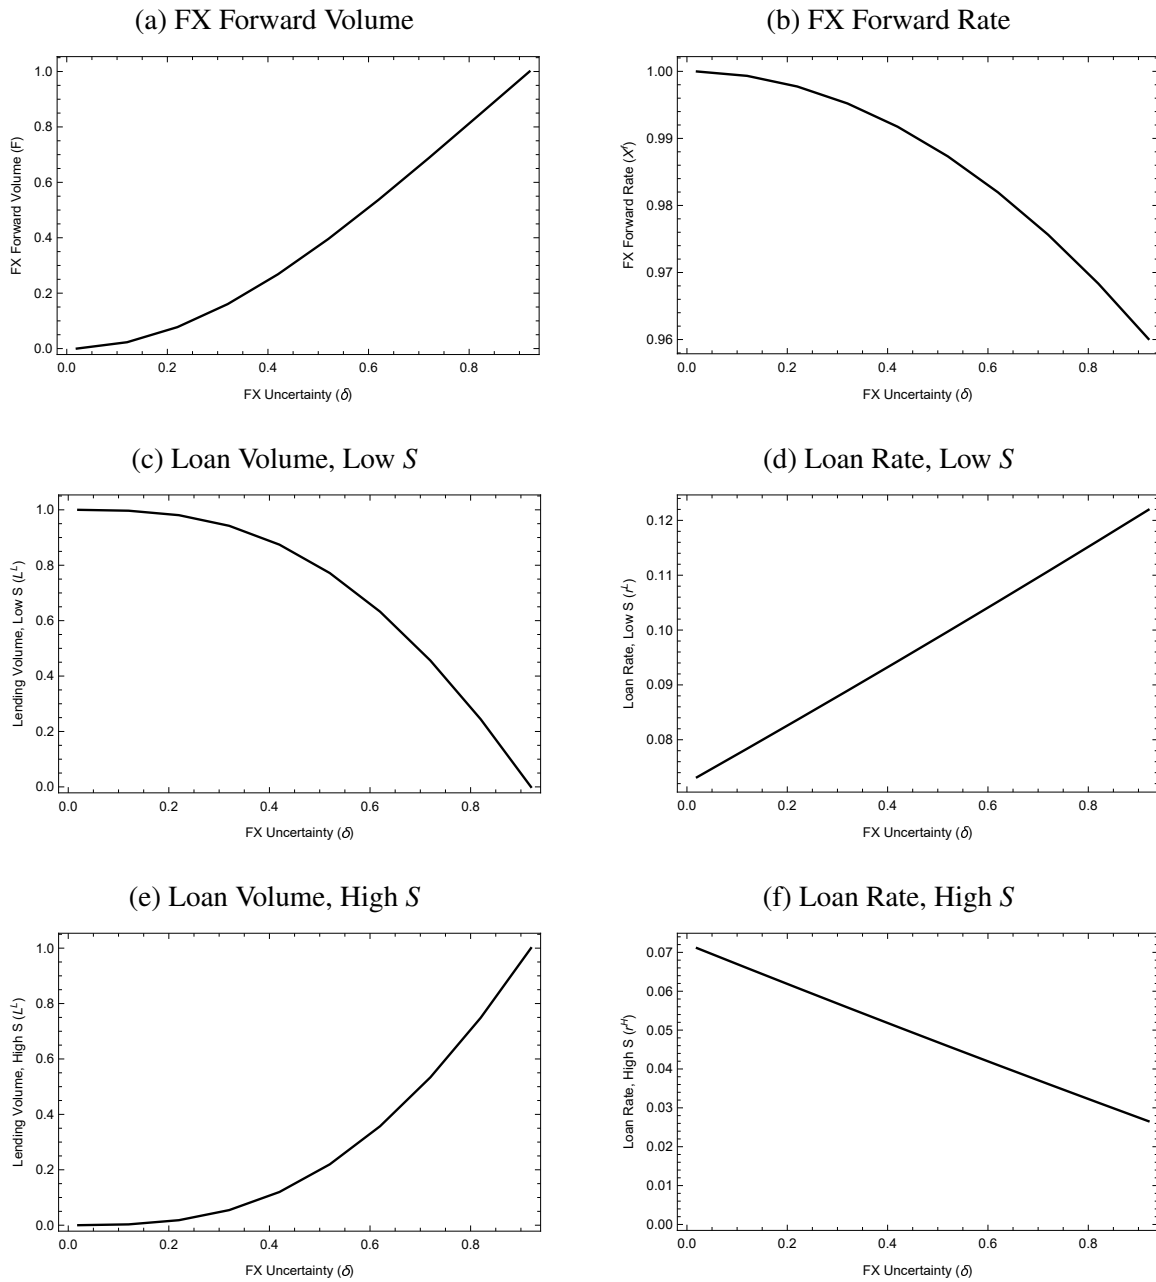 (a) FX Forward Volume
FX Forward Volume (F)
1.0
0.8
0.6
0.4
0.2
0.0
0.0 0.2 0.4 0.6 0.8
FX Uncertainty (δ)
(b) FX Forward Rate
FX Forward Rate (Xᶠ)
1.00
0.99
0.98
0.97
0.96
0.0 0.2 0.4 0.6 0.8
FX Uncertainty (δ)
(c) Loan Volume, Low S
Lending Volume, Low S (Lᴸ)
1.0
0.8
0.6
0.4
0.2
0.0
0.0 0.2 0.4 0.6 0.8
FX Uncertainty (δ)
(d) Loan Rate, Low S
Loan Rate, Low S (rᴸ)
0.12
0.11
0.10
0.09
0.08
0.0 0.2 0.4 0.6 0.8
FX Uncertainty (δ)
(e) Loan Volume, High S
Lending Volume, High S (Lᴸ)
1.0
0.8
0.6
0.4
0.2
0.0
0.0 0.2 0.4 0.6 0.8
FX Uncertainty (δ)
(f) Loan Rate, High S
Loan Rate, High S (rᴴ)
0.07
0.06
0.05
0.04
0.03
0.00
0.0 0.2 0.4 0.6 0.8
FX Uncertainty (δ)